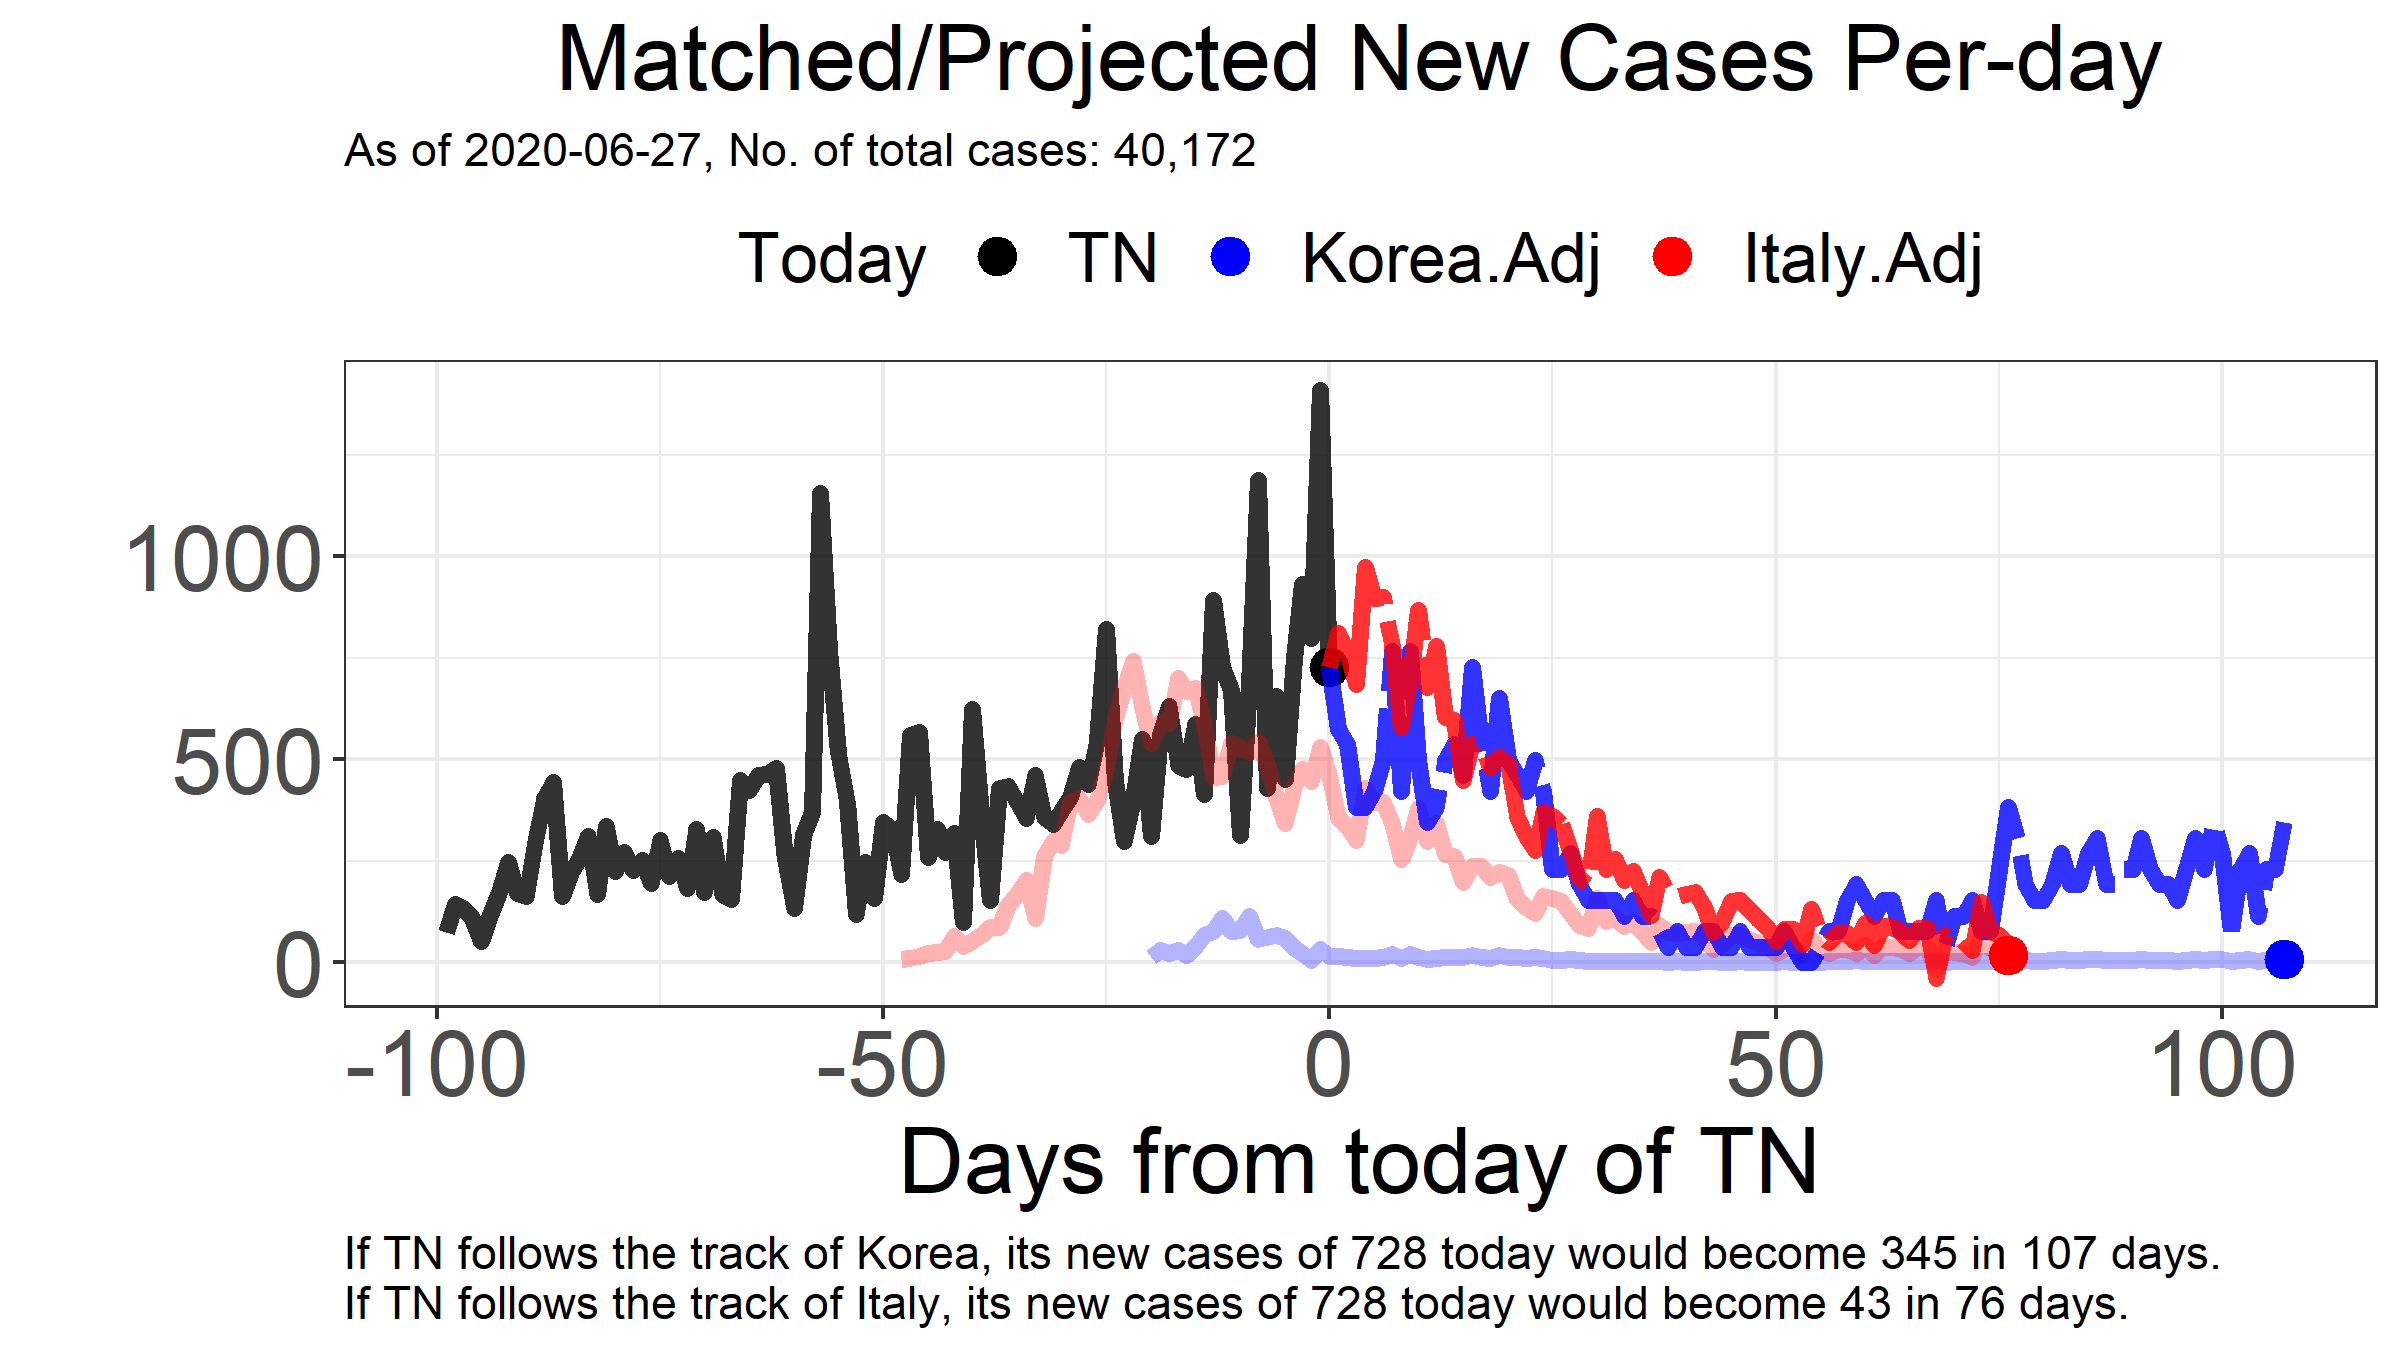 Matched/Projected New Cases Per-day
As of 2020-06-27, No. of total cases: 40,172
Today TN Korea.Adj Italy.Adj
1000
500
0
-100 -50 0 50 100
Days from today of TN
If TN follows the track of Korea, its new cases of 728 today would become 345 in 107 days.
If TN follows the track of Italy, its new cases of 728 today would become 43 in 76 days.